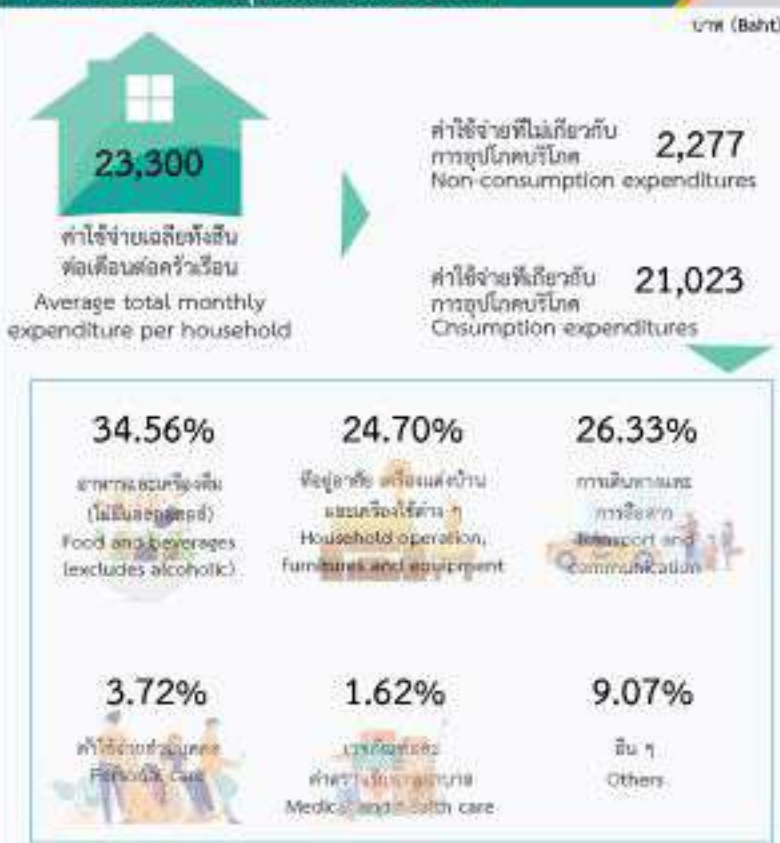 บาท (Baht)
23,300
ค่าใช้จ่ายเฉลี่ยทั้งสิ้น
ต่อเดือนต่อครัวเรือน
Average total monthly
expenditure per household
ค่าใช้จ่ายที่ไม่เกี่ยวกับ
การอุปโภคบริโภค
2,277
Non-consumption expenditures
ค่าใช้จ่ายที่เกี่ยวกับ
การอุปโภคบริโภค
21,023
Cnsumption expenditures
34.56%
อาหารและเครื่องดื่ม
(ไม่มีแอลกอฮอล์)
Food and beverages
(excludes alcoholic)
24.70%
ที่อยู่อาศัย เครื่องแต่งบ้าน
และเครื่องใช้ต่าง ๆ
Household operation,
furnitures and equipment
26.33%
การเดินทางและ
การสื่อสาร
Transport and
communication
3.72%
ค่าใช้จ่ายส่วนบุคคล
Personal care
1.62%
เวชภัณฑ์และ
ค่าตรวจรักษาพยาบาล
Medical and health care
9.07%
อื่น ๆ
Others